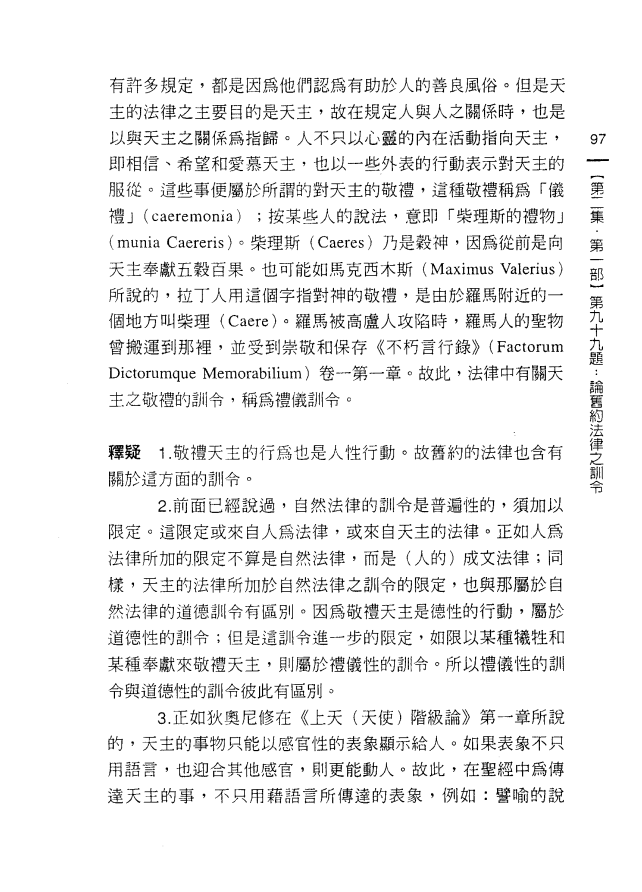 有許多規定，都是因爲他們認爲有助於人的善良風俗。但是天
主的法律之主要目的是天主，故在規定人與人之關係時，也是
以與天主之關係爲指歸。人不只以心靈的內在活動指向天主，
即相信、希望和愛慕天主，也以一些外表的行動表示對天主的
服從。這些事便屬於所謂的對天主的敬禮，這種敬禮稱爲「儀
禮」（caeremonia）；按某些人的說法，意即「柴理斯的禮物」
（munia Caereris）。柴理斯（Caeres）乃是穀神，因爲從前是向
天主奉獻五穀百果。也可能如馬克西木斯（Maximus Valerius）
所說的，拉丁人用這個字指對神的敬禮，是由於羅馬附近的一
個地方叫柴理（Caere）。羅馬被高盧人攻陷時，羅馬人的聖物
曾搬運到那裡，並受到崇敬和保存《不朽言行錄》（Factorum
Dictorumque Memorabilium）卷一第一章。故此，法律中有關天
主之敬禮的訓令，稱爲禮儀訓令。
釋疑　1.敬禮天主的行爲也是人性行動。故舊約的法律也含有
關於這方面的訓令。
2.前面已經說過，自然法律的訓令是普遍性的，須加以
限定。這限定或來自人爲法律，或來自天主的法律。正如人爲
法律所加的限定不算是自然法律，而是（人的）成文法律；同
樣，天主的法律所加於自然法律之訓令的限定，也與那屬於自
然法律的道德訓令有區別。因爲敬禮天主是德性的行動，屬於
道德性的訓令；但是這訓令進一步的限定，如限以某種犧牲和
某種奉獻來敬禮天主，則屬於禮儀性的訓令。所以禮儀性的訓
令與道德性的訓令彼此有區別。
3.正如狄奧尼修在《上天（天使）階級論》第一章所說
的，天主的事物只能以感官性的表象顯示給人。如果表象不只
用語言，也迎合其他感官，則更能動人。故此，在聖經中爲傳
達天主的事，不只用藉語言所傳達的表象，例如：譬喻的說
97
【第二集．第一部】第九十九題：論舊約法律之訓令